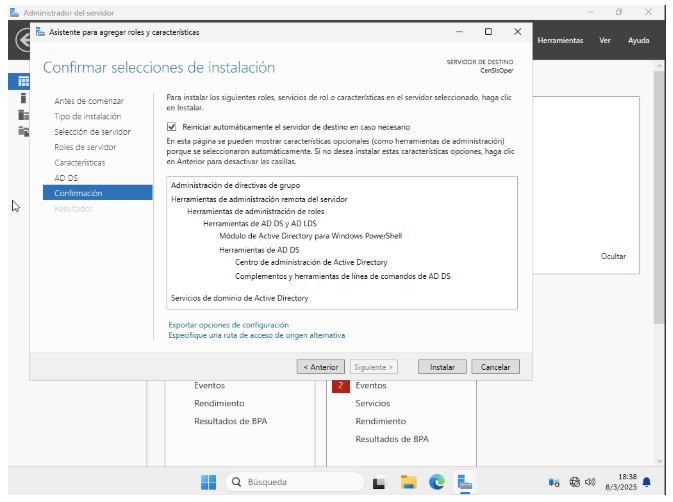 Administrador del servidor
Asistente para agregar roles y características
Herramientas Ver Ayuda
Confirmar selecciones de instalación
SERVIDOR DE DESTINO
CenSisOper
Antes de comenzar
Tipo de instalación
Selección de servidor
Roles de servidor
Características
AD DS
Confirmación
Resultados
Para instalar los siguientes roles, servicios de rol o características en el servidor seleccionado, haga clic
en Instalar.
Reiniciar automáticamente el servidor de destino en caso necesario
En esta página se pueden mostrar características opcionales (como herramientas de administración)
porque se seleccionaron automáticamente. Si no desea instalar estas características opciones, haga clic
en Anterior para desactivar las casillas.
Administración de directivas de grupo
Herramientas de administración remota del servidor
Herramientas de administración de roles
Herramientas de AD DS y AD LDS
Módulo de Active Directory para Windows PowerShell
Herramientas de AD DS
Centro de administración de Active Directory
Complementos y herramientas de línea de comandos de AD DS
Servicios de dominio de Active Directory
Ocultar
Exportar opciones de configuración
Especifique una ruta de acceso de origen alternativa
< Anterior Siguiente > Instalar Cancelar
Eventos
Rendimiento
Resultados de BPA
2 Eventos
Servicios
Rendimiento
Resultados de BPA
Búsqueda
18:38
8/3/2025